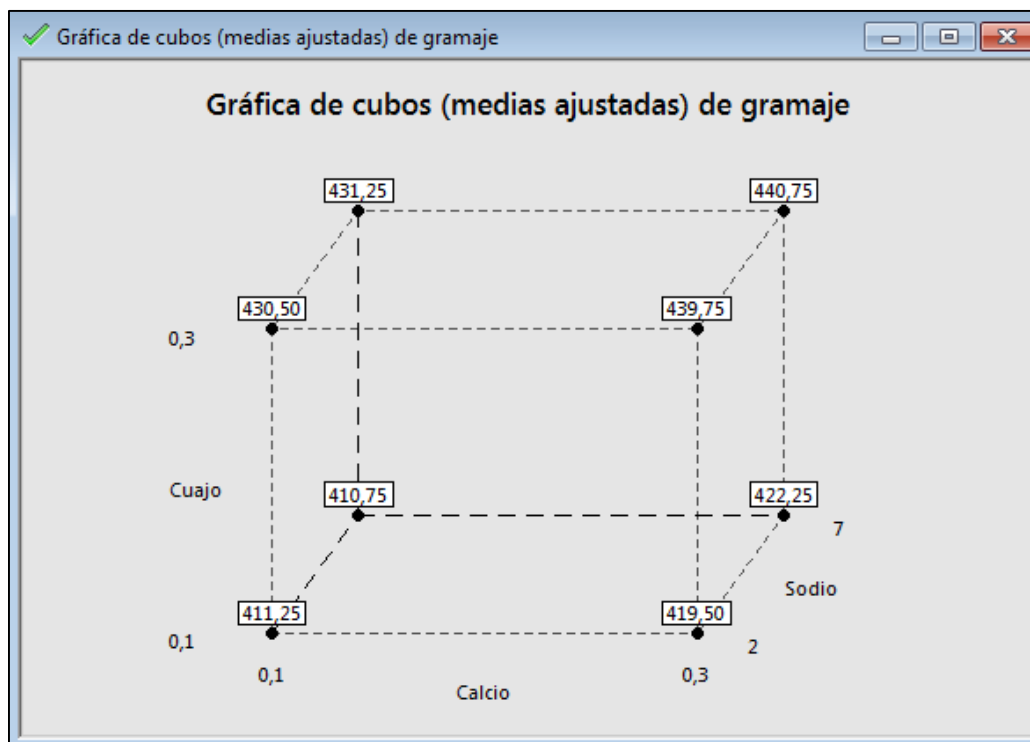 Gráfica de cubos (medias ajustadas) de gramaje
Gráfica de cubos (medias ajustadas) de gramaje
431,25
440,75
430,50
439,75
0,3
Cuajo
410,75
422,25
7
Sodio
411,25
419,50
0,1
2
0,1
0,3
Calcio